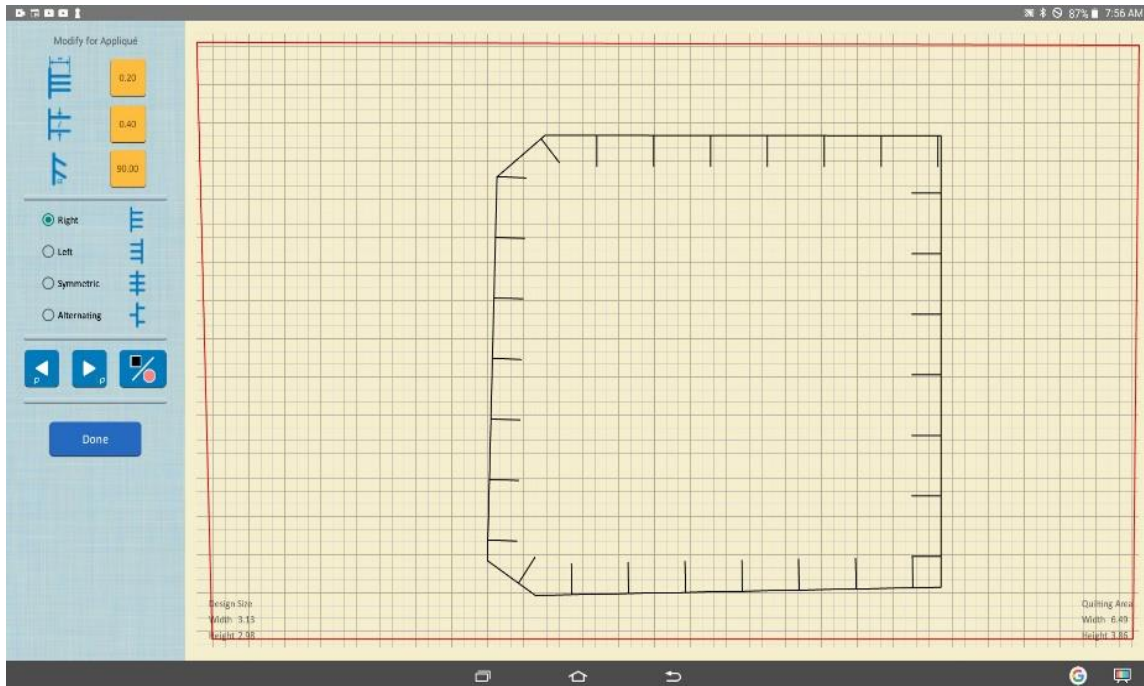 87% 7:56 AM
Modify for Appliqué
0.20
0.40
90.00
Right
Left
Symmetric
Alternating
Done
Design Size
Width 3.13
Height 2.98
Quilting Area
Width 6.49
Height 3.86